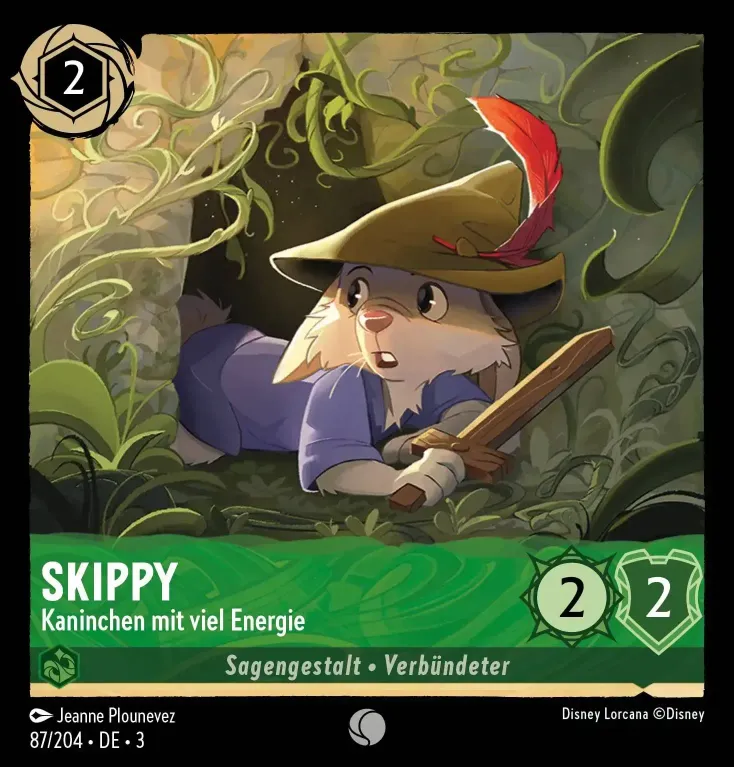 2
SKIPPY
Kaninchen mit viel Energie
2
2
Sagengestalt • Verbündeter
Jeanne Plounevez
Disney Lorcana ©Disney
87/204 • DE • 3